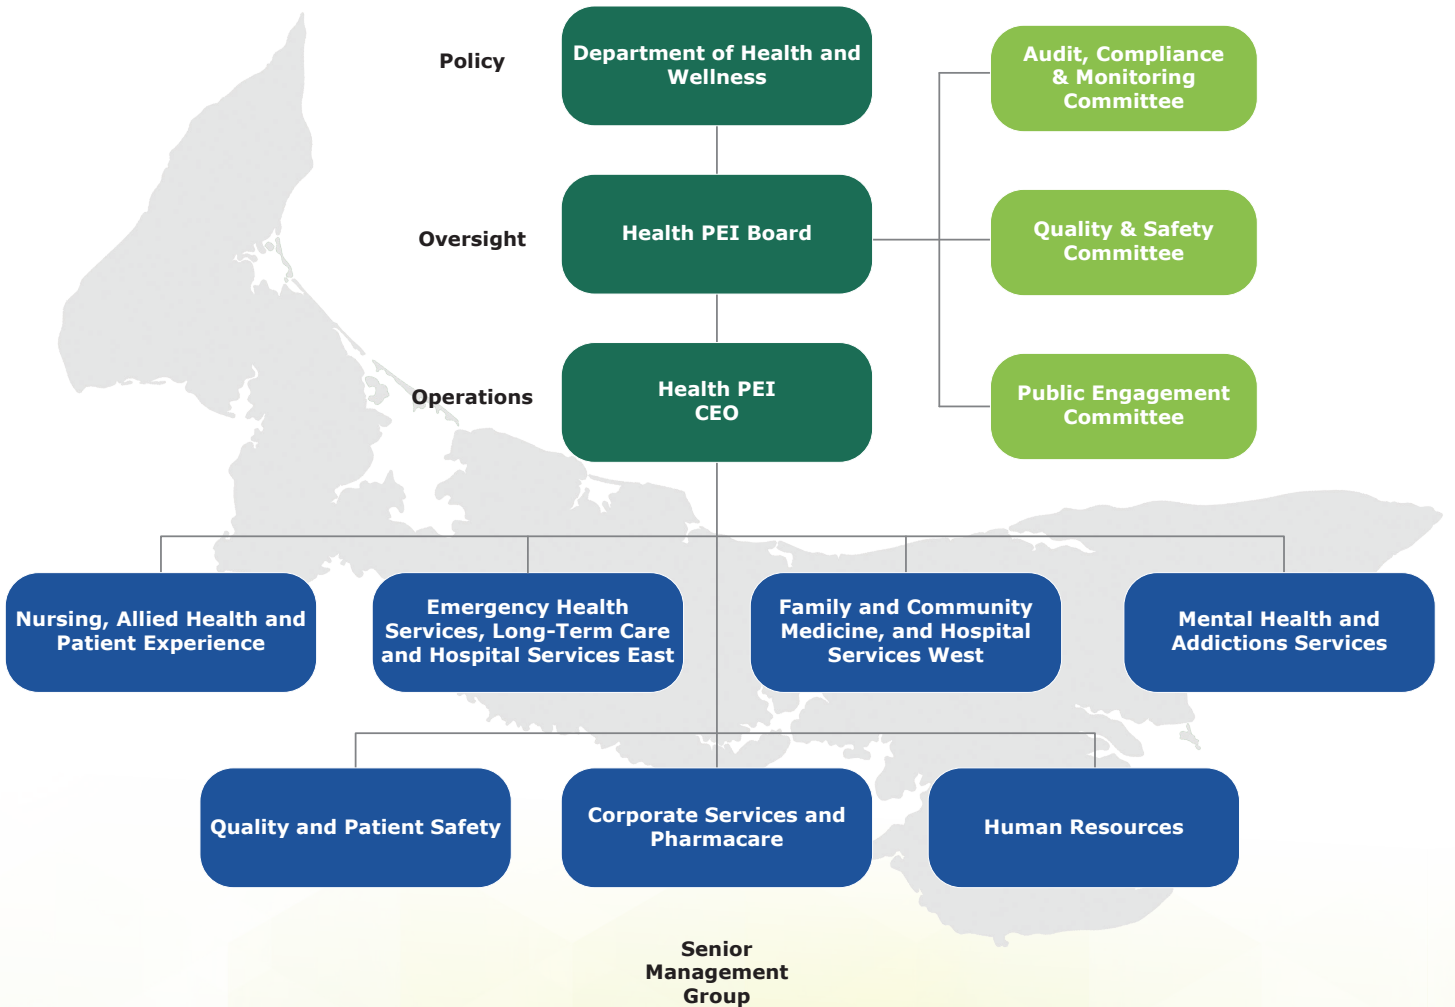 Policy
Department of Health and
Wellness
Audit, Compliance
& Monitoring
Committee
Oversight
Health PEI Board
Quality & Safety
Committee
Operations
Health PEI
CEO
Public Engagement
Committee
Nursing, Allied Health and
Patient Experience
Emergency Health
Services, Long-Term Care
and Hospital Services East
Family and Community
Medicine, and Hospital
Services West
Mental Health and
Addictions Services
Quality and Patient Safety
Corporate Services and
Pharmacare
Human Resources
Senior
Management
Group